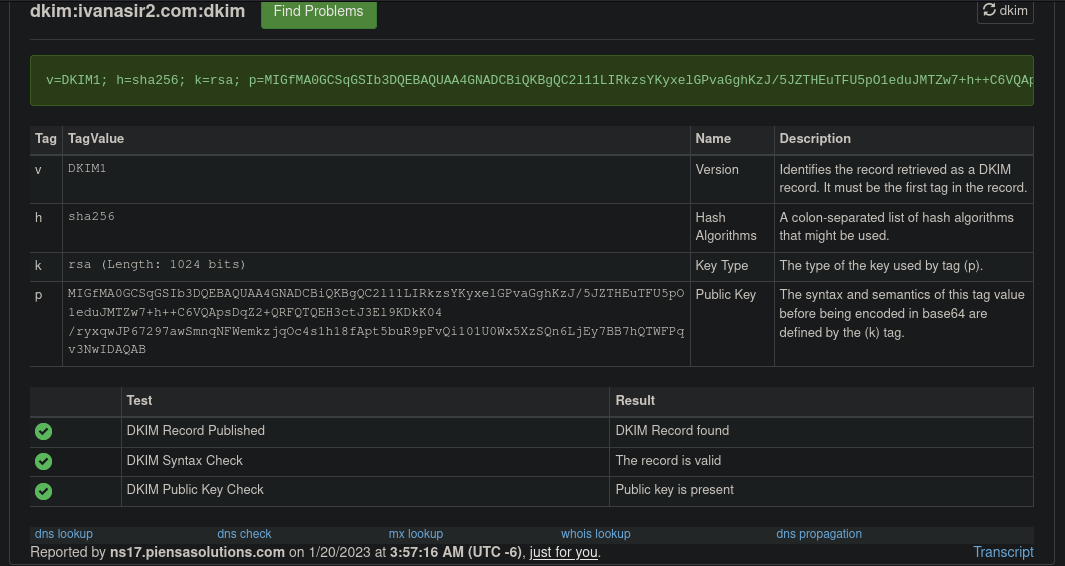 dkim:ivanasir2.com:dkim Find Problems dkim
v=DKIM1; h=sha256; k=rsa; p=MIGfMA0GCSqGSIb3DQEBAQUAA4GNADCBiQKBgQC2l11LIRkzsYKyxelGPvaGghKzJ/5JZTHEuTFU5pO1eduJMTZw7+h++C6VQAp
Tag TagValue Name Description
v DKIM1 Version Identifies the record retrieved as a DKIM
record. It must be the first tag in the record.
h sha256 Hash A colon-separated list of hash algorithms
Algorithms that might be used.
k rsa (Length: 1024 bits) Key Type The type of the key used by tag (p).
p MIGfMA0GCSqGSIb3DQEBAQUAA4GNADCBiQKBgQC2l11LIRkzsYKyxelGPvaGghKzJ/5JZTHEuTFU5pO Public Key The syntax and semantics of this tag value
1eduJMTZw7+h++C6VQApsDqZ2+QRFQTQEH3ctJ3El9KDkK04 before being encoded in base64 are
/ryxqwJP67297awSmnqNFWemkzjqOc4s1h18fApt5buR9pFvQi101U0Wx5XzSQn6LjEy7BB7hQTWFPq defined by the (k) tag.
v3NwIDAQAB
Test Result
DKIM Record Published DKIM Record found
DKIM Syntax Check The record is valid
DKIM Public Key Check Public key is present
dns lookup dns check mx lookup whois lookup dns propagation
Reported by ns17.piensasolutions.com on 1/20/2023 at 3:57:16 AM (UTC -6), just for you. Transcript